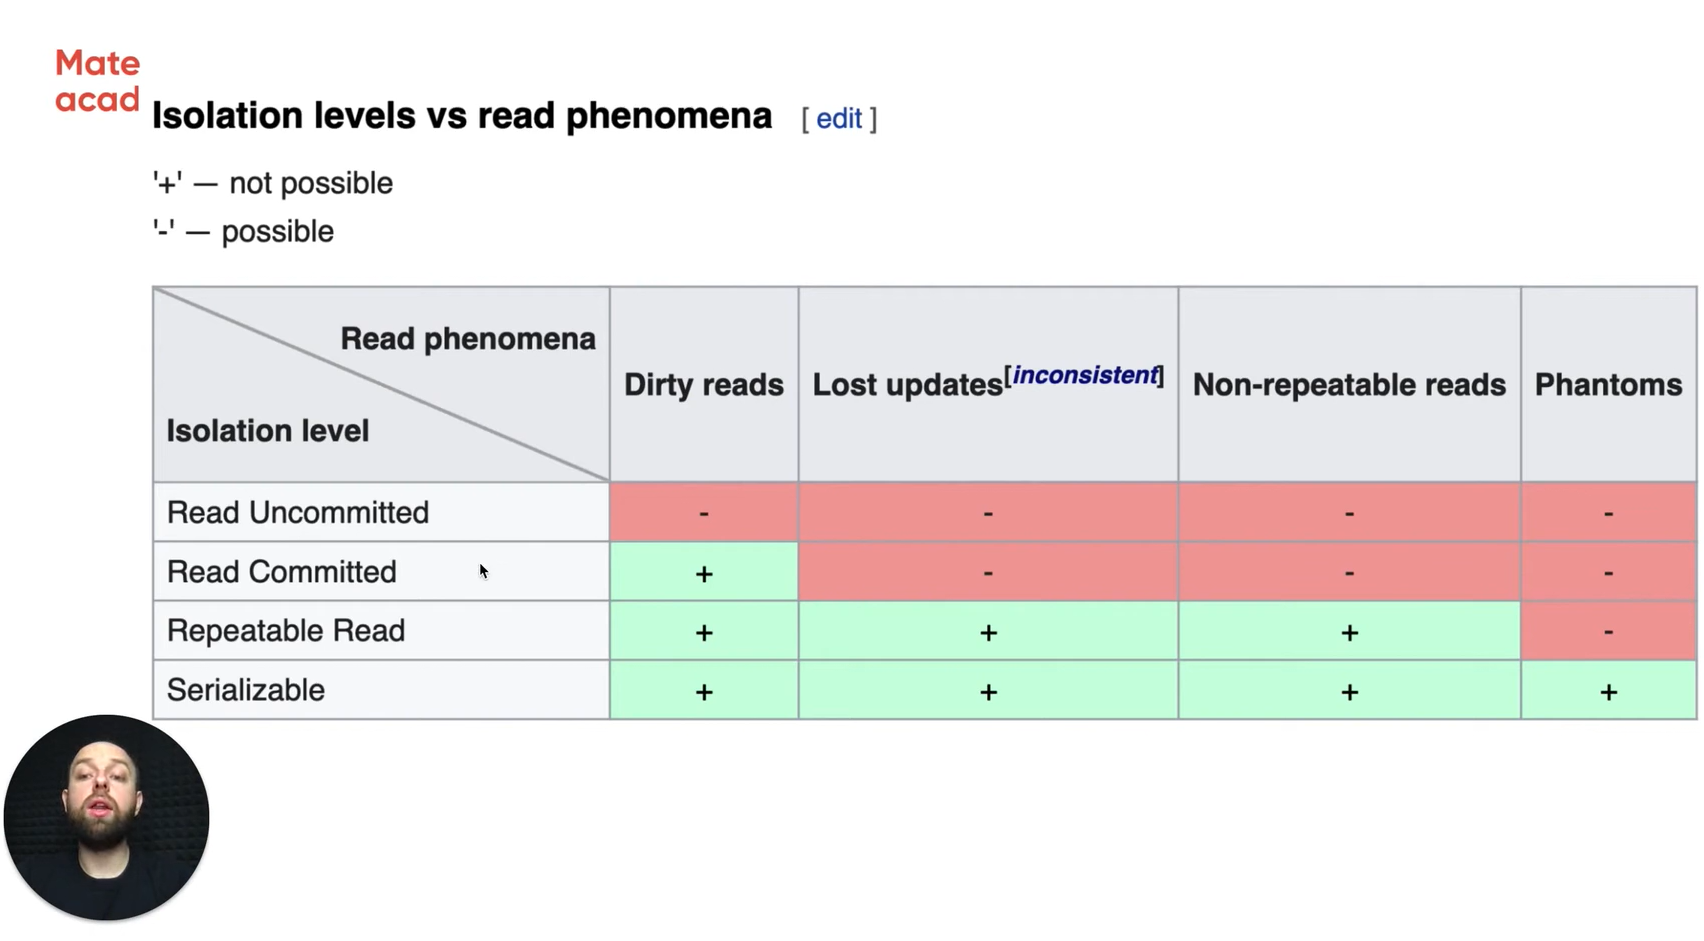 Mate
acad
Isolation levels vs read phenomena [ edit ]
'+' — not possible
'-' — possible
Read phenomena
Isolation level
Dirty reads
Lost updates[inconsistent]
Non-repeatable reads
Phantoms
Read Uncommitted - - - -
Read Committed + - - -
Repeatable Read + + + -
Serializable + + + +